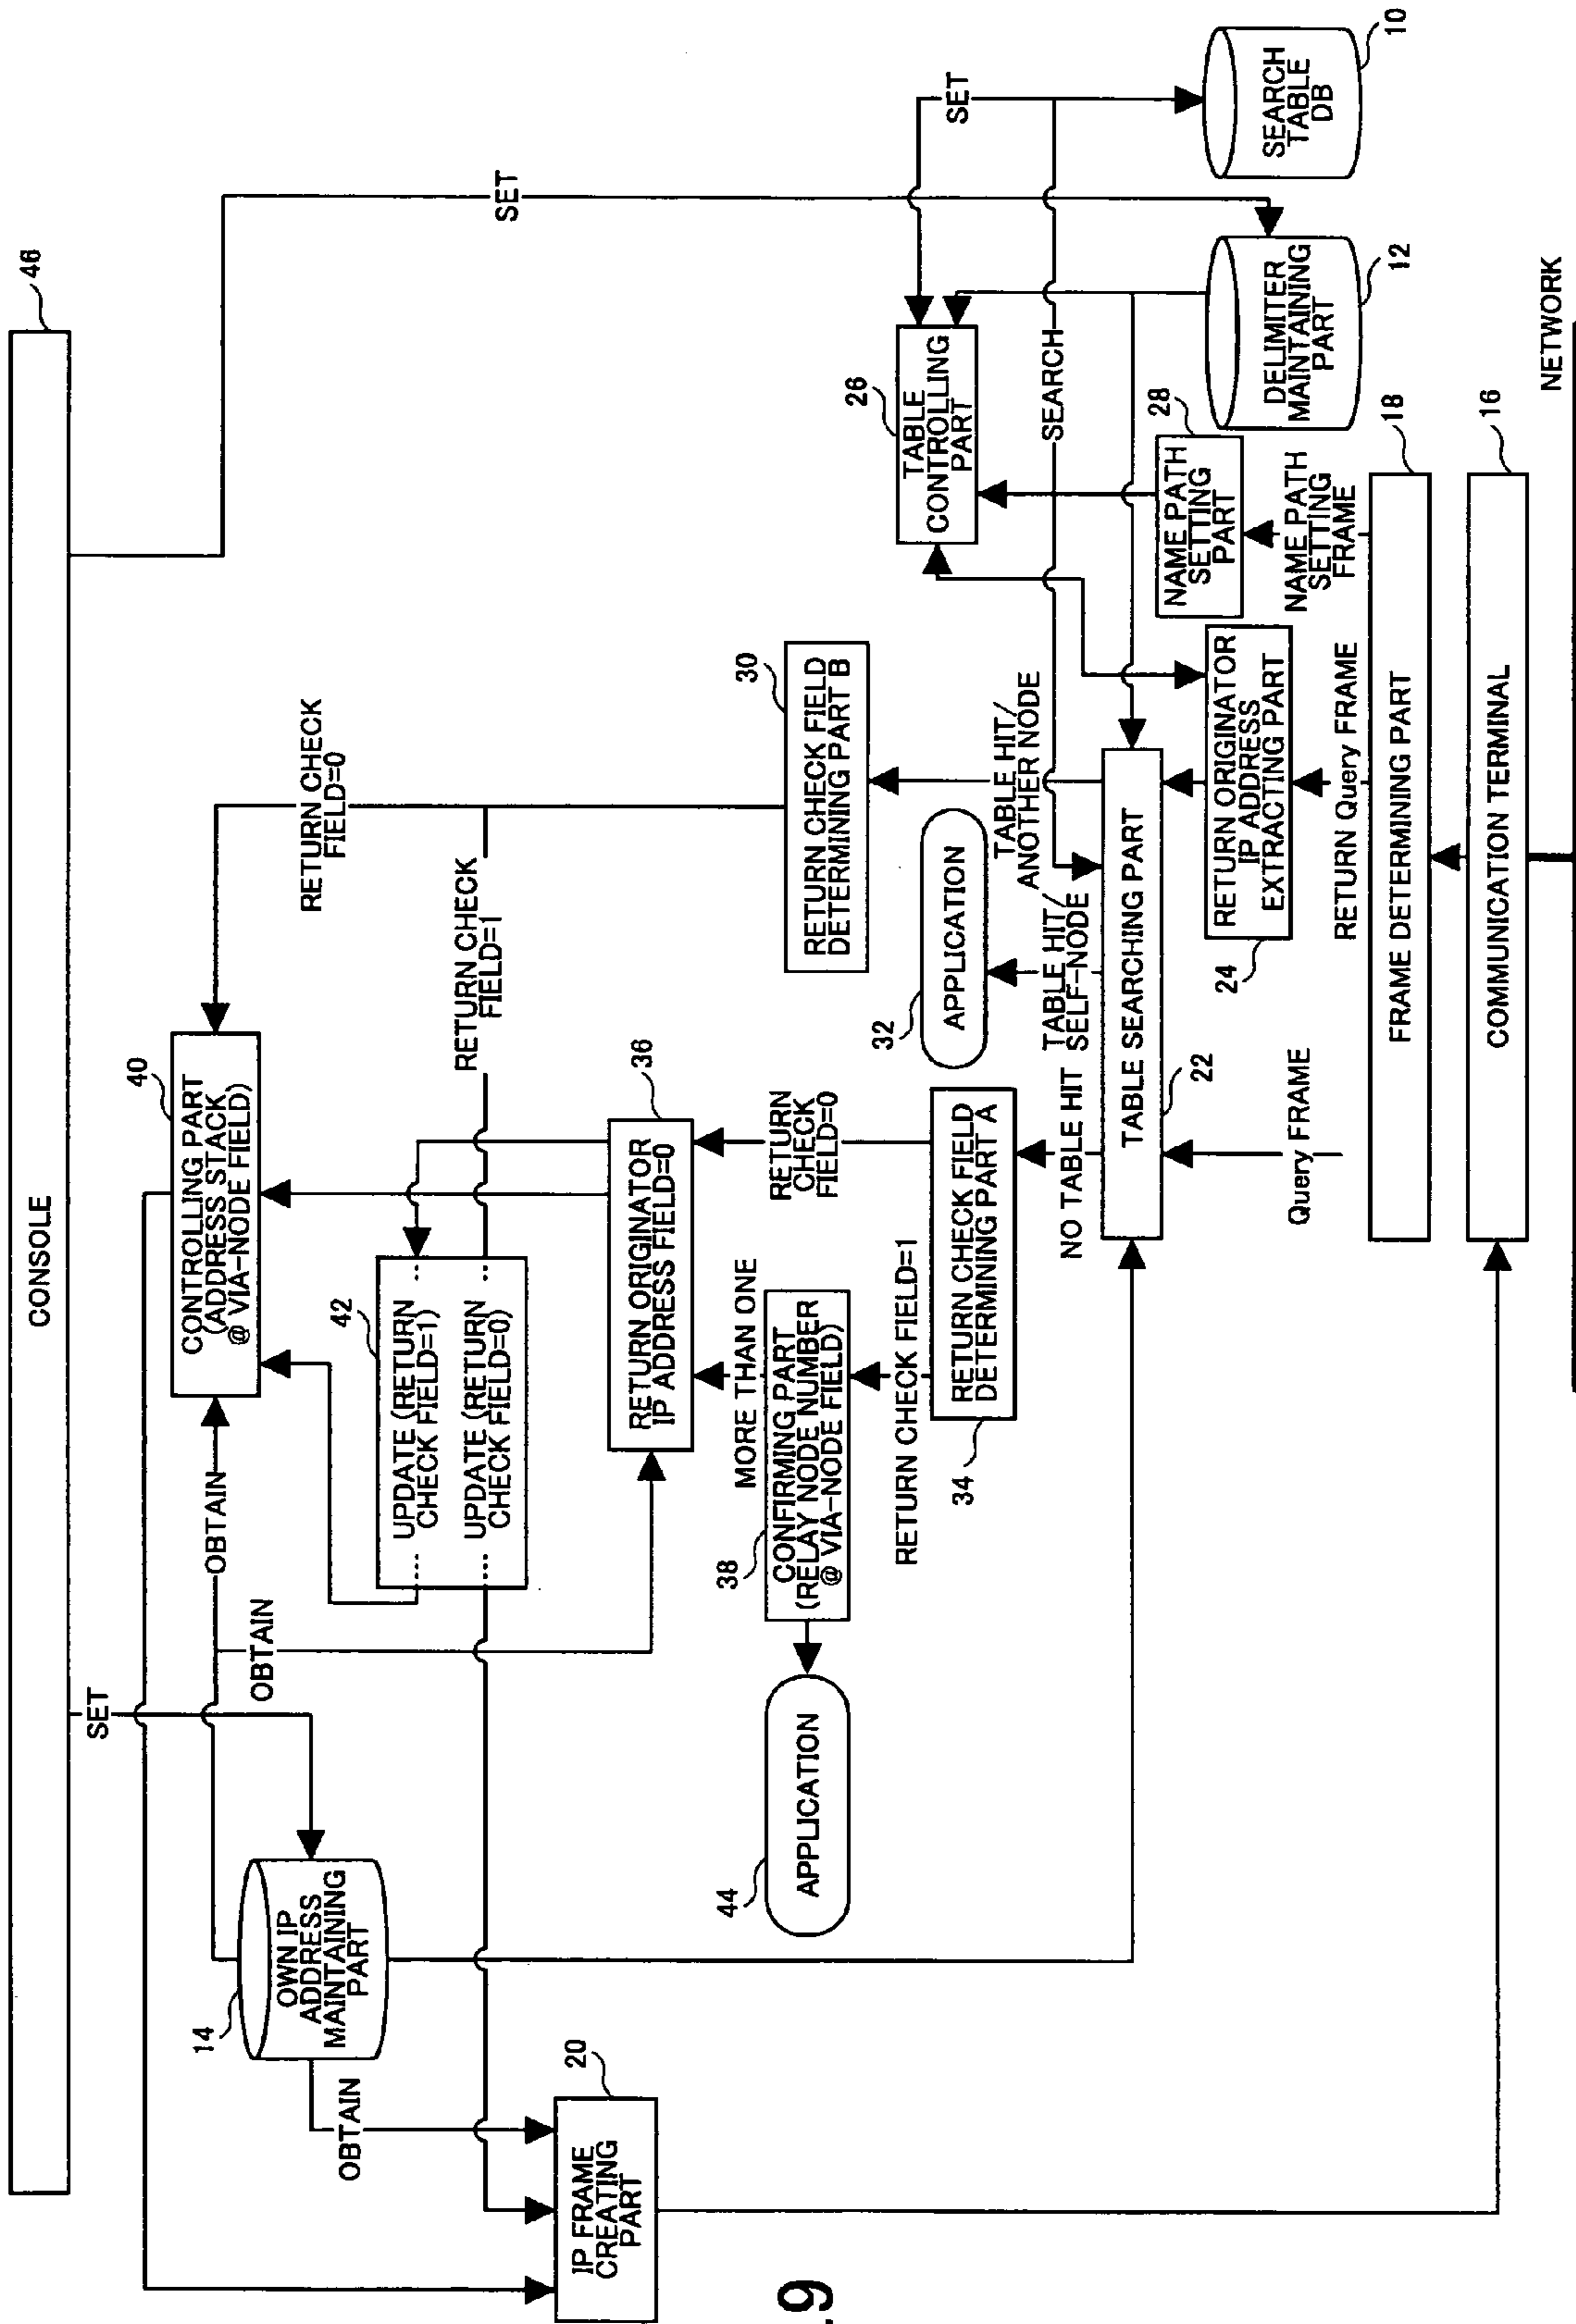 CONSOLE
46
SET
SET
OWN IP
ADDRESS
MAINTAINING
PART
14
OBTAIN
OBTAIN
OBTAIN
IP FRAME
CREATING
PART
20
CONTROLLING PART
(ADDRESS STACK
@ VIA-NODE FIELD)
40
RETURN CHECK
FIELD=0
RETURN CHECK
FIELD=1
UPDATE (RETURN
CHECK FIELD=1)
UPDATE (RETURN
CHECK FIELD=0)
42
RETURN ORIGINATOR
IP ADDRESS FIELD=0
36
MORE THAN ONE
RETURN
CHECK
FIELD=0
CONFIRMING PART
(RELAY NODE NUMBER
@ VIA-NODE FIELD)
38
APPLICATION
44
RETURN CHECK FIELD=1
RETURN CHECK FIELD
DETERMINING PART A
34
NO TABLE HIT
TABLE HIT/
SELF-NODE
TABLE HIT/
ANOTHER NODE
APPLICATION
32
RETURN CHECK FIELD
DETERMINING PART B
30
TABLE
CONTROLLING
PART
26
SET
SEARCH
TABLE SEARCHING PART
22
RETURN ORIGINATOR
IP ADDRESS
EXTRACTING PART
24
NAME PATH
SETTING
PART
28
DELIMITER
MAINTAINING
PART
12
SEARCH
TABLE
DB
10
Query FRAME
RETURN Query FRAME
NAME PATH
SETTING
FRAME
FRAME DETERMINING PART
18
COMMUNICATION TERMINAL
16
NETWORK